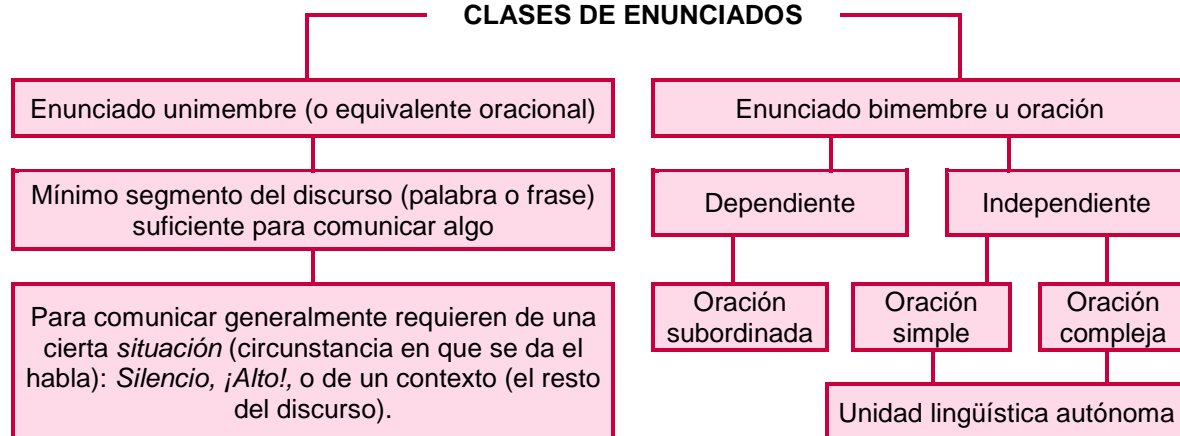 CLASES DE ENUNCIADOS
Enunciado unimembre (o equivalente oracional)
Mínimo segmento del discurso (palabra o frase)
suficiente para comunicar algo
Para comunicar generalmente requieren de una
cierta situación (circunstancia en que se da el
habla): Silencio, ¡Alto!, o de un contexto (el resto
del discurso).
Enunciado bimembre u oración
Dependiente
Independiente
Oración
subordinada
Oración
simple
Oración
compleja
Unidad lingüística autónoma